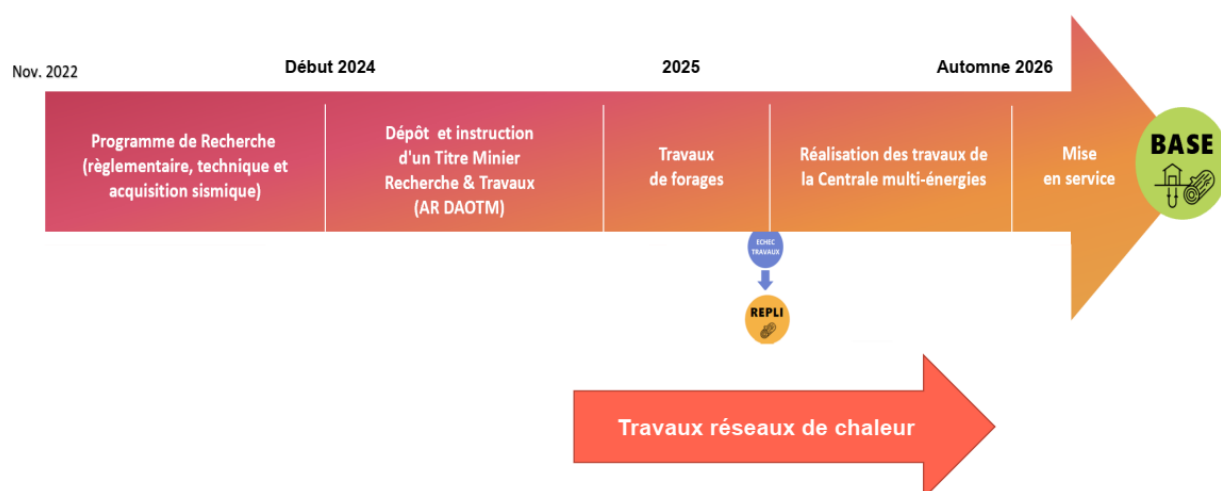 Nov. 2022
Début 2024
2025
Automne 2026
Programme de Recherche
(règlementaire, technique et
acquisition sismique)
Dépôt et instruction
d'un Titre Minier
Recherche & Travaux
(AR DAOTM)
Travaux
de forages
Réalisation des travaux de
la Centrale multi-énergies
Mise
en service
BASE
ECHEC
TRAVAUX
REPLI
Travaux réseaux de chaleur